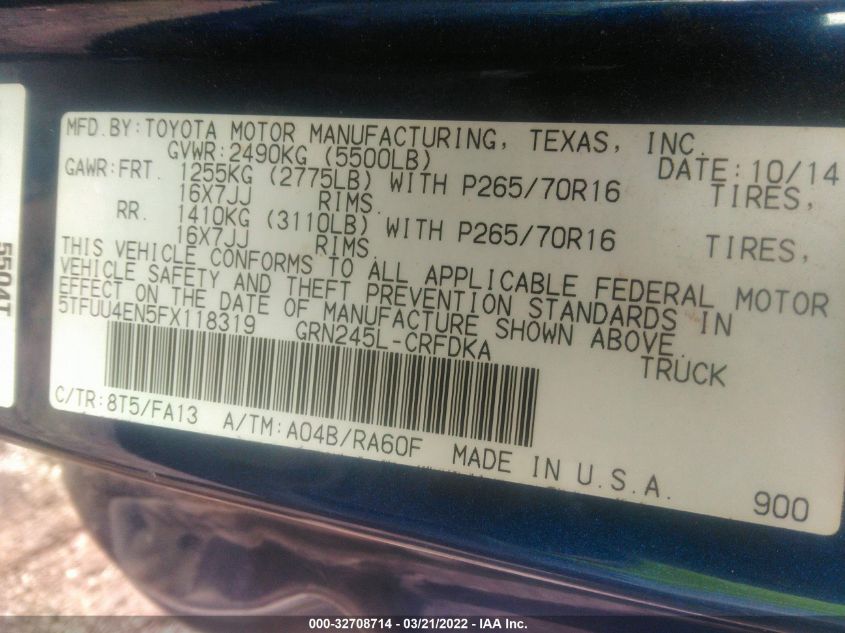 MFD.BY:TOYOTA MOTOR MANUFACTURING, TEXAS, INC.
GVWR:2490KG (5500LB) DATE:10/14
GAWR:FRT. 1255KG (2775LB) WITH P265/70R16 TIRES,
16X7JJ RIMS.
RR. 1410KG (3110LB) WITH P265/70R16 TIRES,
16X7JJ RIMS.
THIS VEHICLE CONFORMS TO ALL APPLICABLE FEDERAL MOTOR
VEHICLE SAFETY AND THEFT PREVENTION STANDARDS IN
EFFECT ON THE DATE OF MANUFACTURE SHOWN ABOVE.
5TFUU4EN5FX118319 GRN245L-CRFDKA TRUCK
C/TR:8T5/FA13 A/TM:A04B/RA60F MADE IN U.S.A.
900
5504T
000-32708714 — 03/21/2022 — IAA Inc.